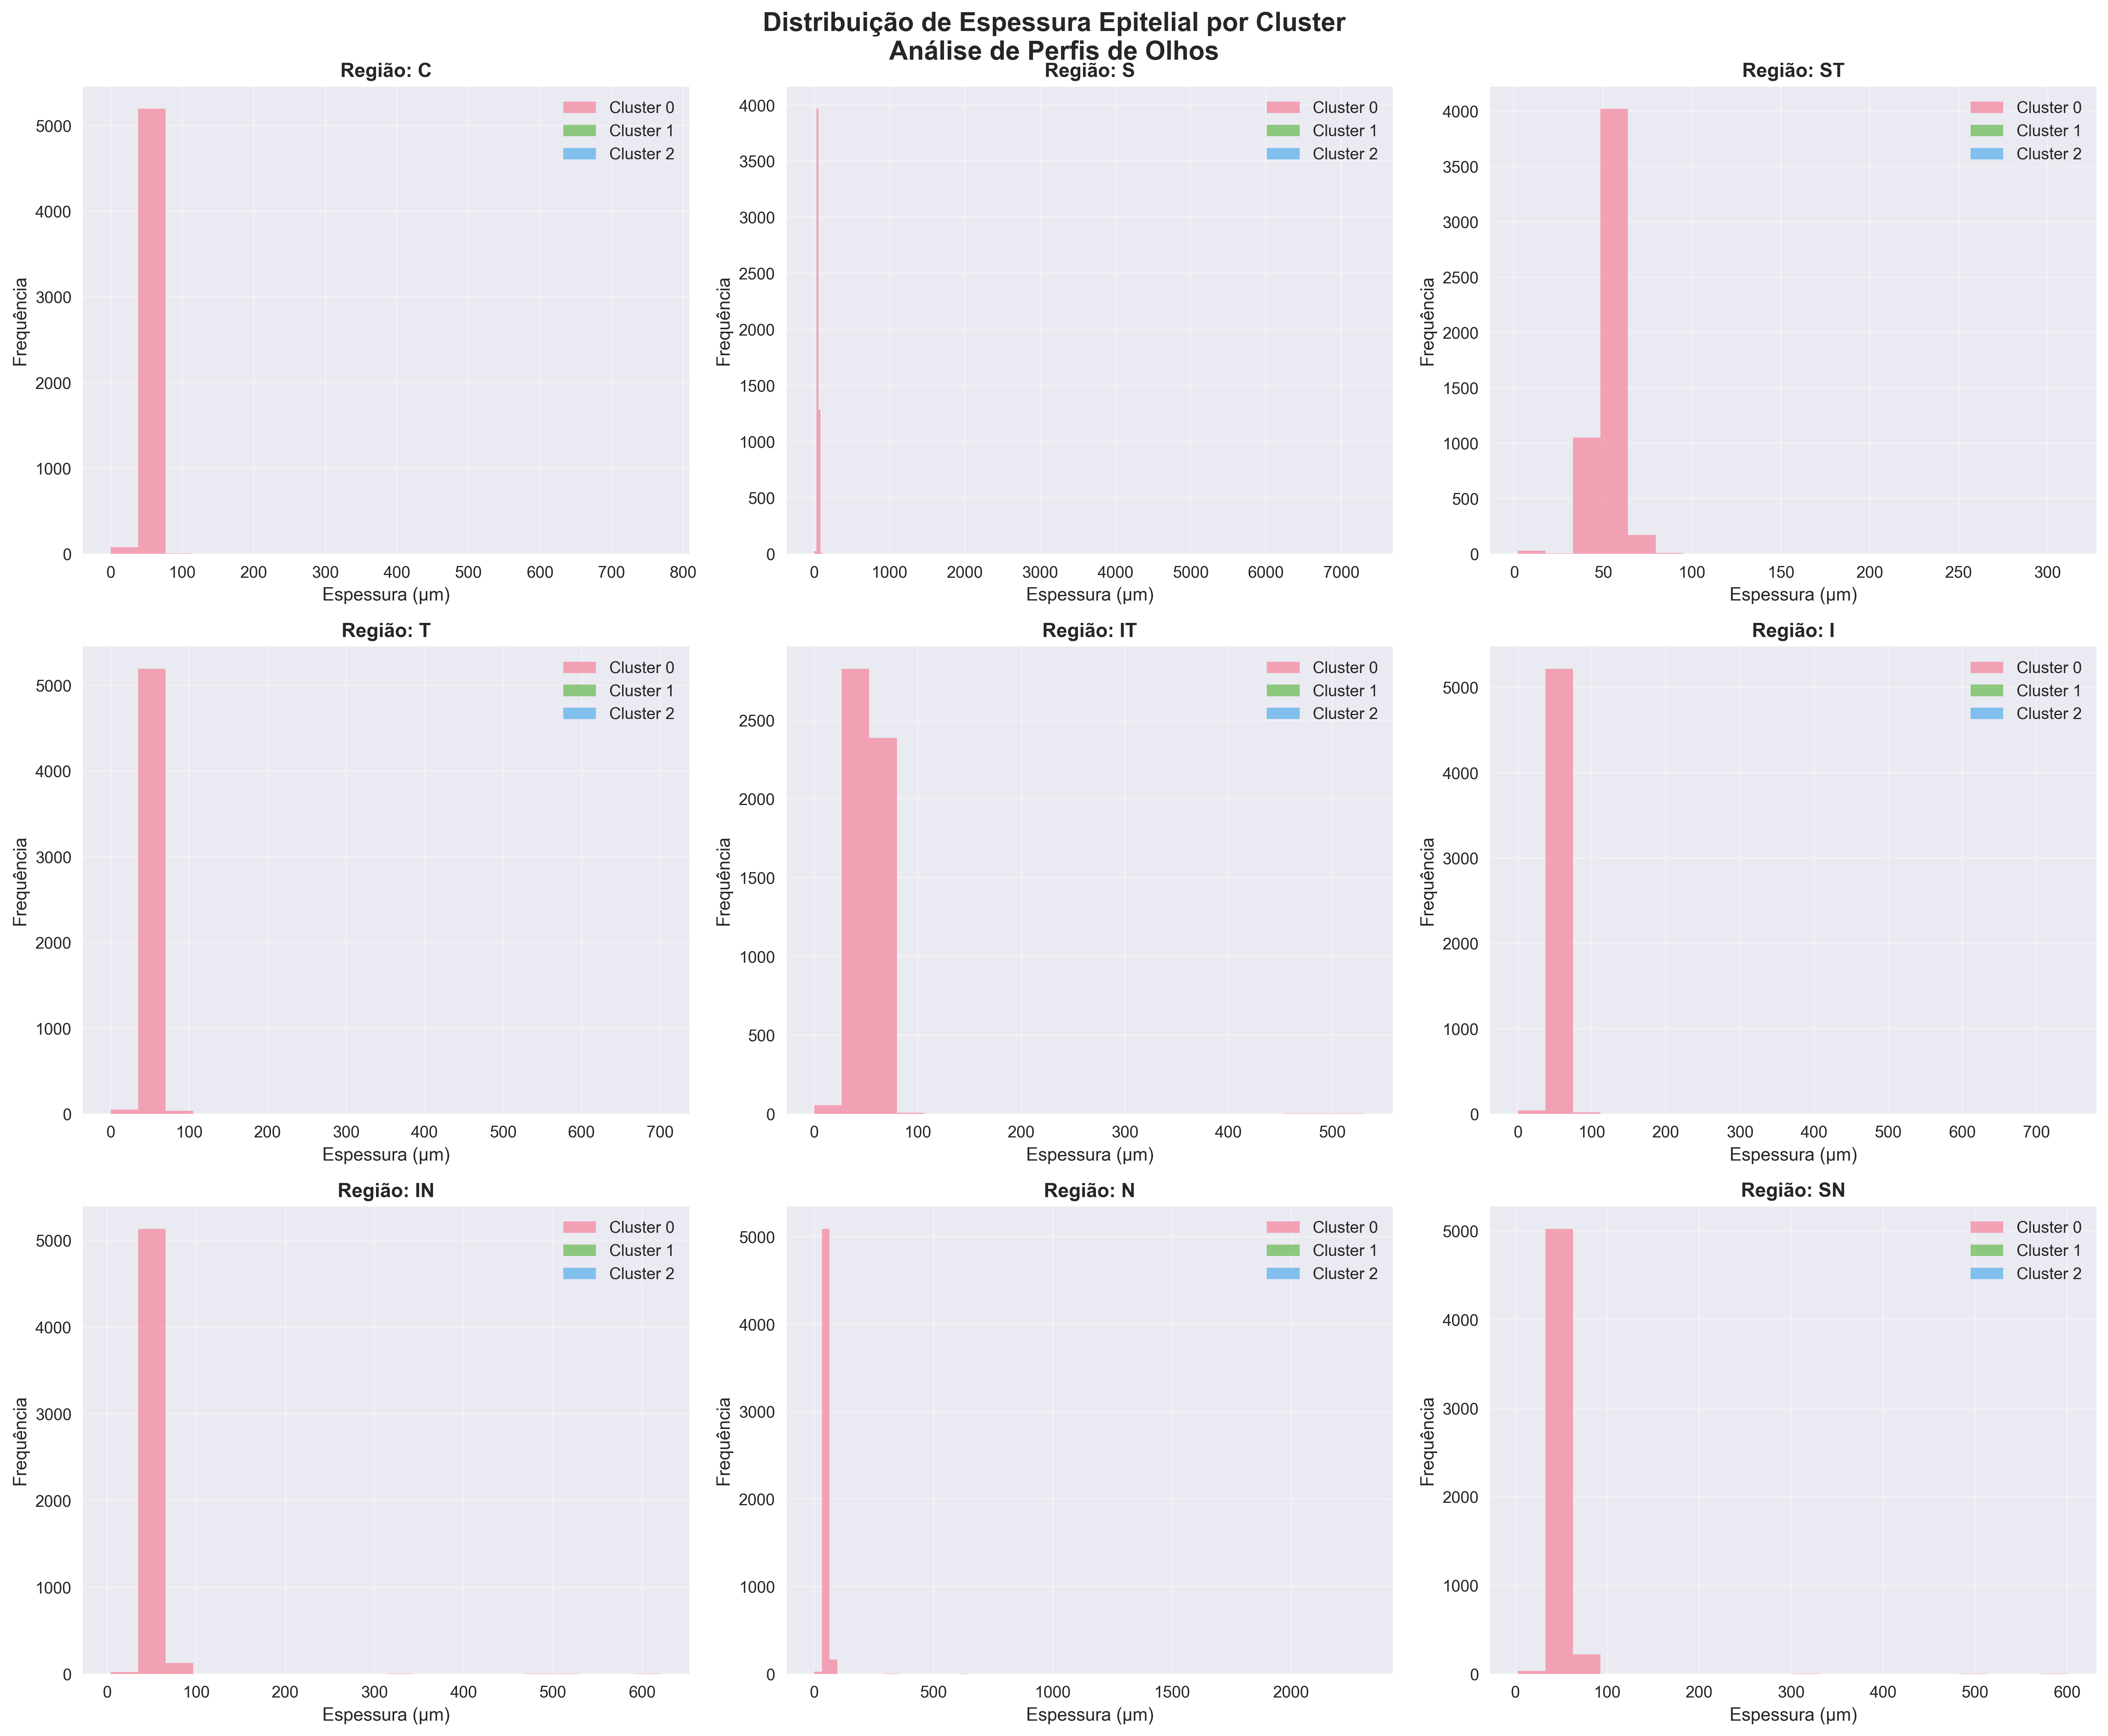 Distribuição de Espessura Epitelial por Cluster
Análise de Perfis de Olhos
Região: C
Cluster 0
Cluster 1
Cluster 2
Frequência
5000
4000
3000
2000
1000
0
0 100 200 300 400 500 600 700 800
Espessura (µm)
Região: S
Cluster 0
Cluster 1
Cluster 2
Frequência
4000
3500
3000
2500
2000
1500
1000
500
0
0 1000 2000 3000 4000 5000 6000 7000
Espessura (µm)
Região: ST
Cluster 0
Cluster 1
Cluster 2
Frequência
4000
3500
3000
2500
2000
1500
1000
500
0
0 50 100 150 200 250 300
Espessura (µm)
Região: T
Cluster 0
Cluster 1
Cluster 2
Frequência
5000
4000
3000
2000
1000
0
0 100 200 300 400 500 600 700
Espessura (µm)
Região: IT
Cluster 0
Cluster 1
Cluster 2
Frequência
2500
2000
1500
1000
500
0
0 100 200 300 400 500
Espessura (µm)
Região: I
Cluster 0
Cluster 1
Cluster 2
Frequência
5000
4000
3000
2000
1000
0
0 100 200 300 400 500 600 700
Espessura (µm)
Região: IN
Cluster 0
Cluster 1
Cluster 2
Frequência
5000
4000
3000
2000
1000
0
0 100 200 300 400 500 600
Espessura (µm)
Região: N
Cluster 0
Cluster 1
Cluster 2
Frequência
5000
4000
3000
2000
1000
0
0 500 1000 1500 2000
Espessura (µm)
Região: SN
Cluster 0
Cluster 1
Cluster 2
Frequência
5000
4000
3000
2000
1000
0
0 100 200 300 400 500 600
Espessura (µm)